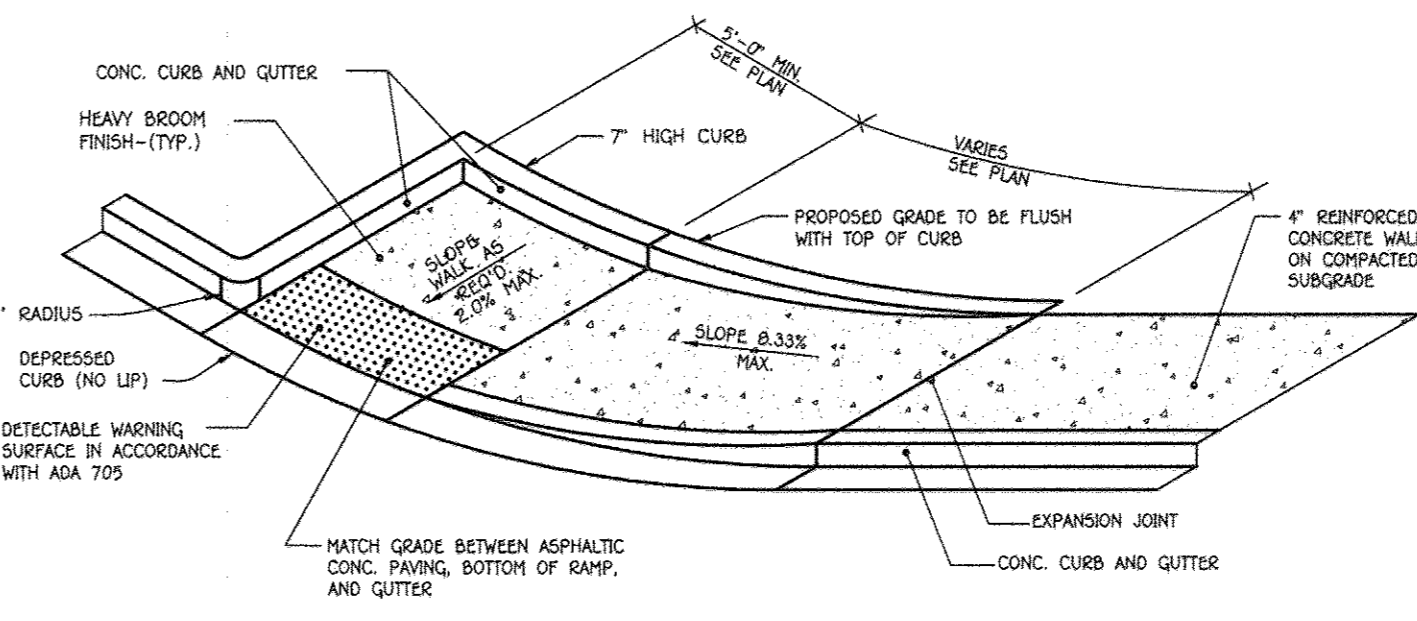 5'-0" MIN.
SEE PLAN
CONC. CURB AND GUTTER
HEAVY BROOM
FINISH-(TYP.)
7" HIGH CURB
VARIES
SEE PLAN
PROPOSED GRADE TO BE FLUSH
WITH TOP OF CURB
4" REINFORCED
CONCRETE WAL
ON COMPACTED
SUBGRADE
SLOPE
WALK AS
REQ'D.
2.0% MAX.
" RADIUS
SLOPE 8.33%
MAX.
DEPRESSED
CURB (NO LIP)
DETECTABLE WARNING
SURFACE IN ACCORDANCE
WITH ADA 705
EXPANSION JOINT
MATCH GRADE BETWEEN ASPHALTIC
CONC. PAVING, BOTTOM OF RAMP,
AND GUTTER
CONC. CURB AND GUTTER